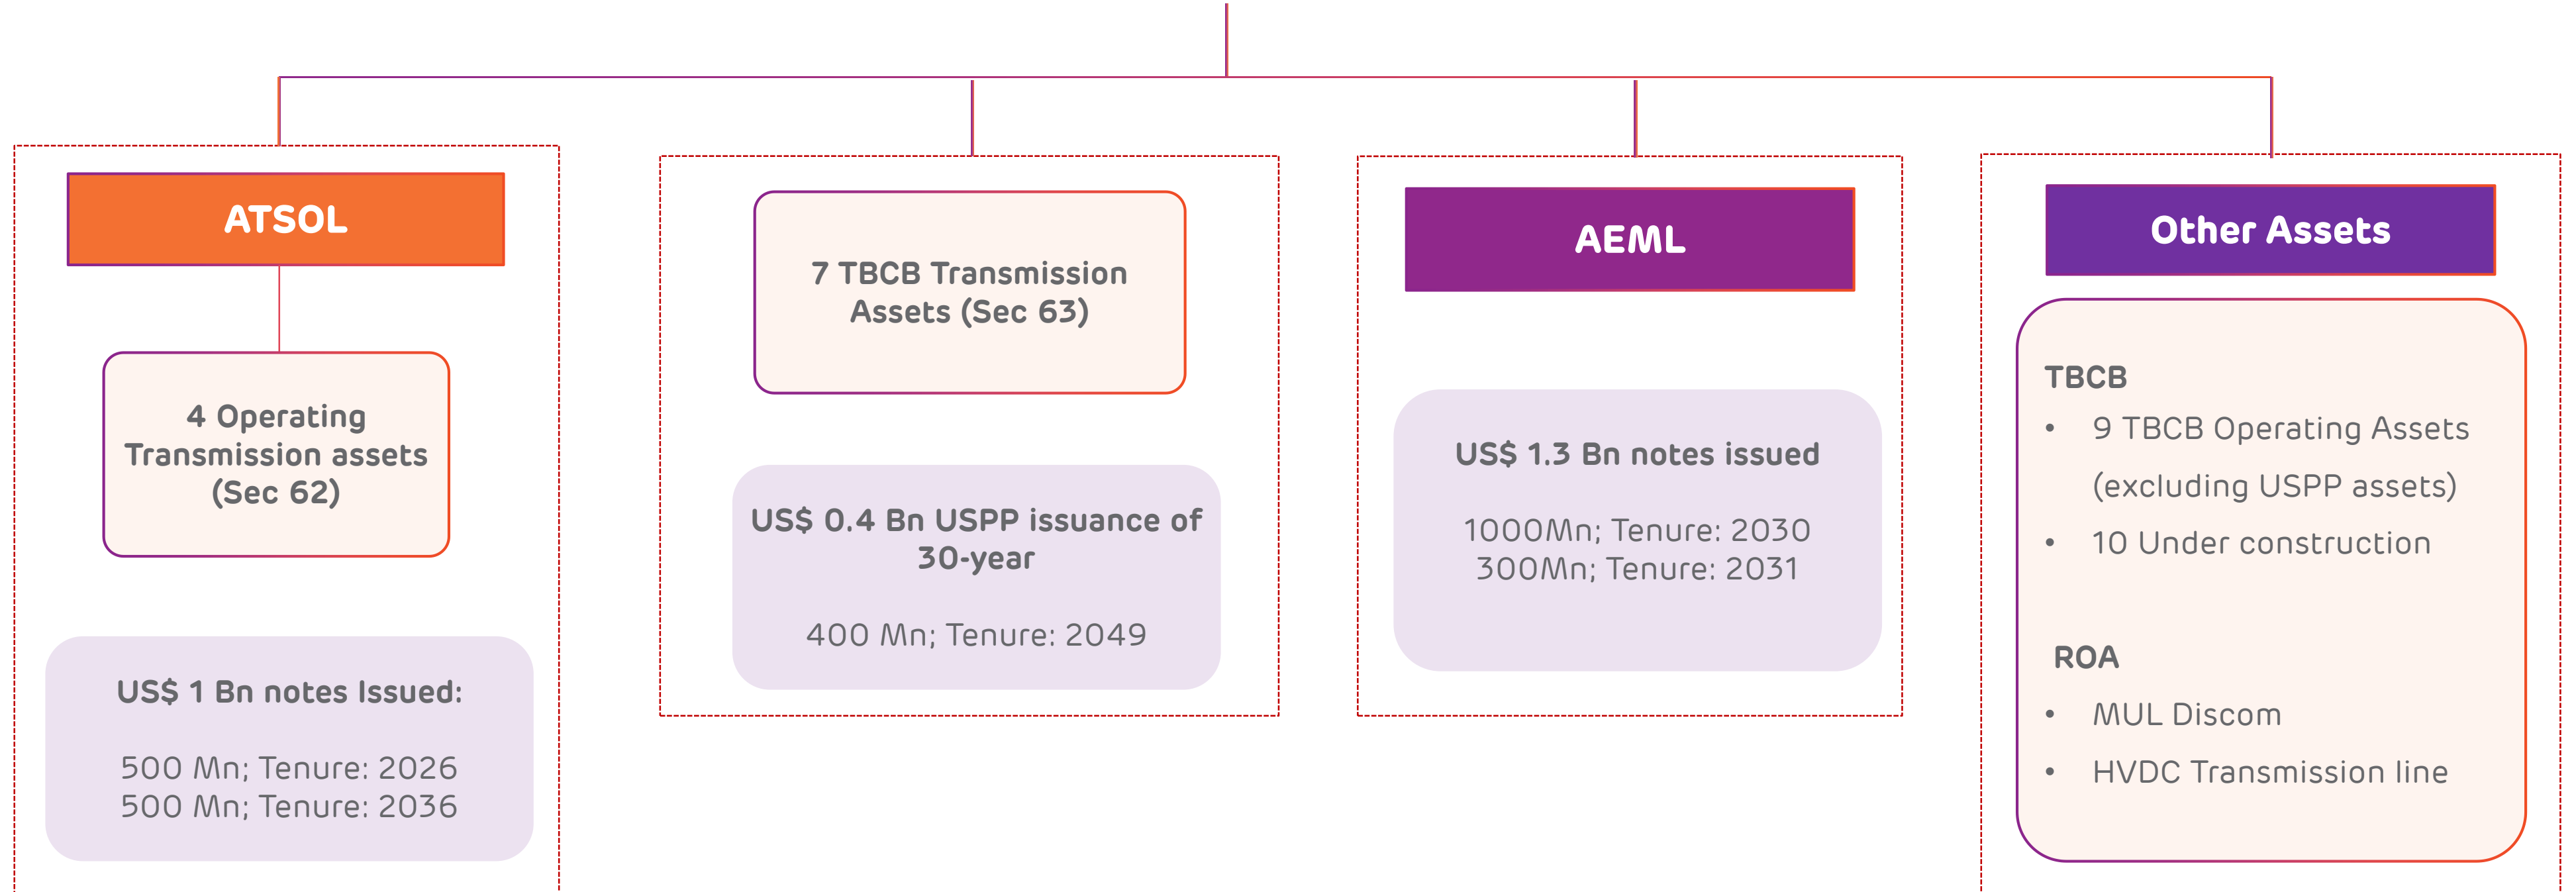 ATSOL
4 Operating
Transmission assets
(Sec 62)
US$ 1 Bn notes Issued:
500 Mn; Tenure: 2026
500 Mn; Tenure: 2036
7 TBCB Transmission
Assets (Sec 63)
US$ 0.4 Bn USPP issuance of
30-year
400 Mn; Tenure: 2049
AEML
US$ 1.3 Bn notes issued
1000Mn; Tenure: 2030
300Mn; Tenure: 2031
Other Assets
TBCB
• 9 TBCB Operating Assets
(excluding USPP assets)
• 10 Under construction
ROA
• MUL Discom
• HVDC Transmission line